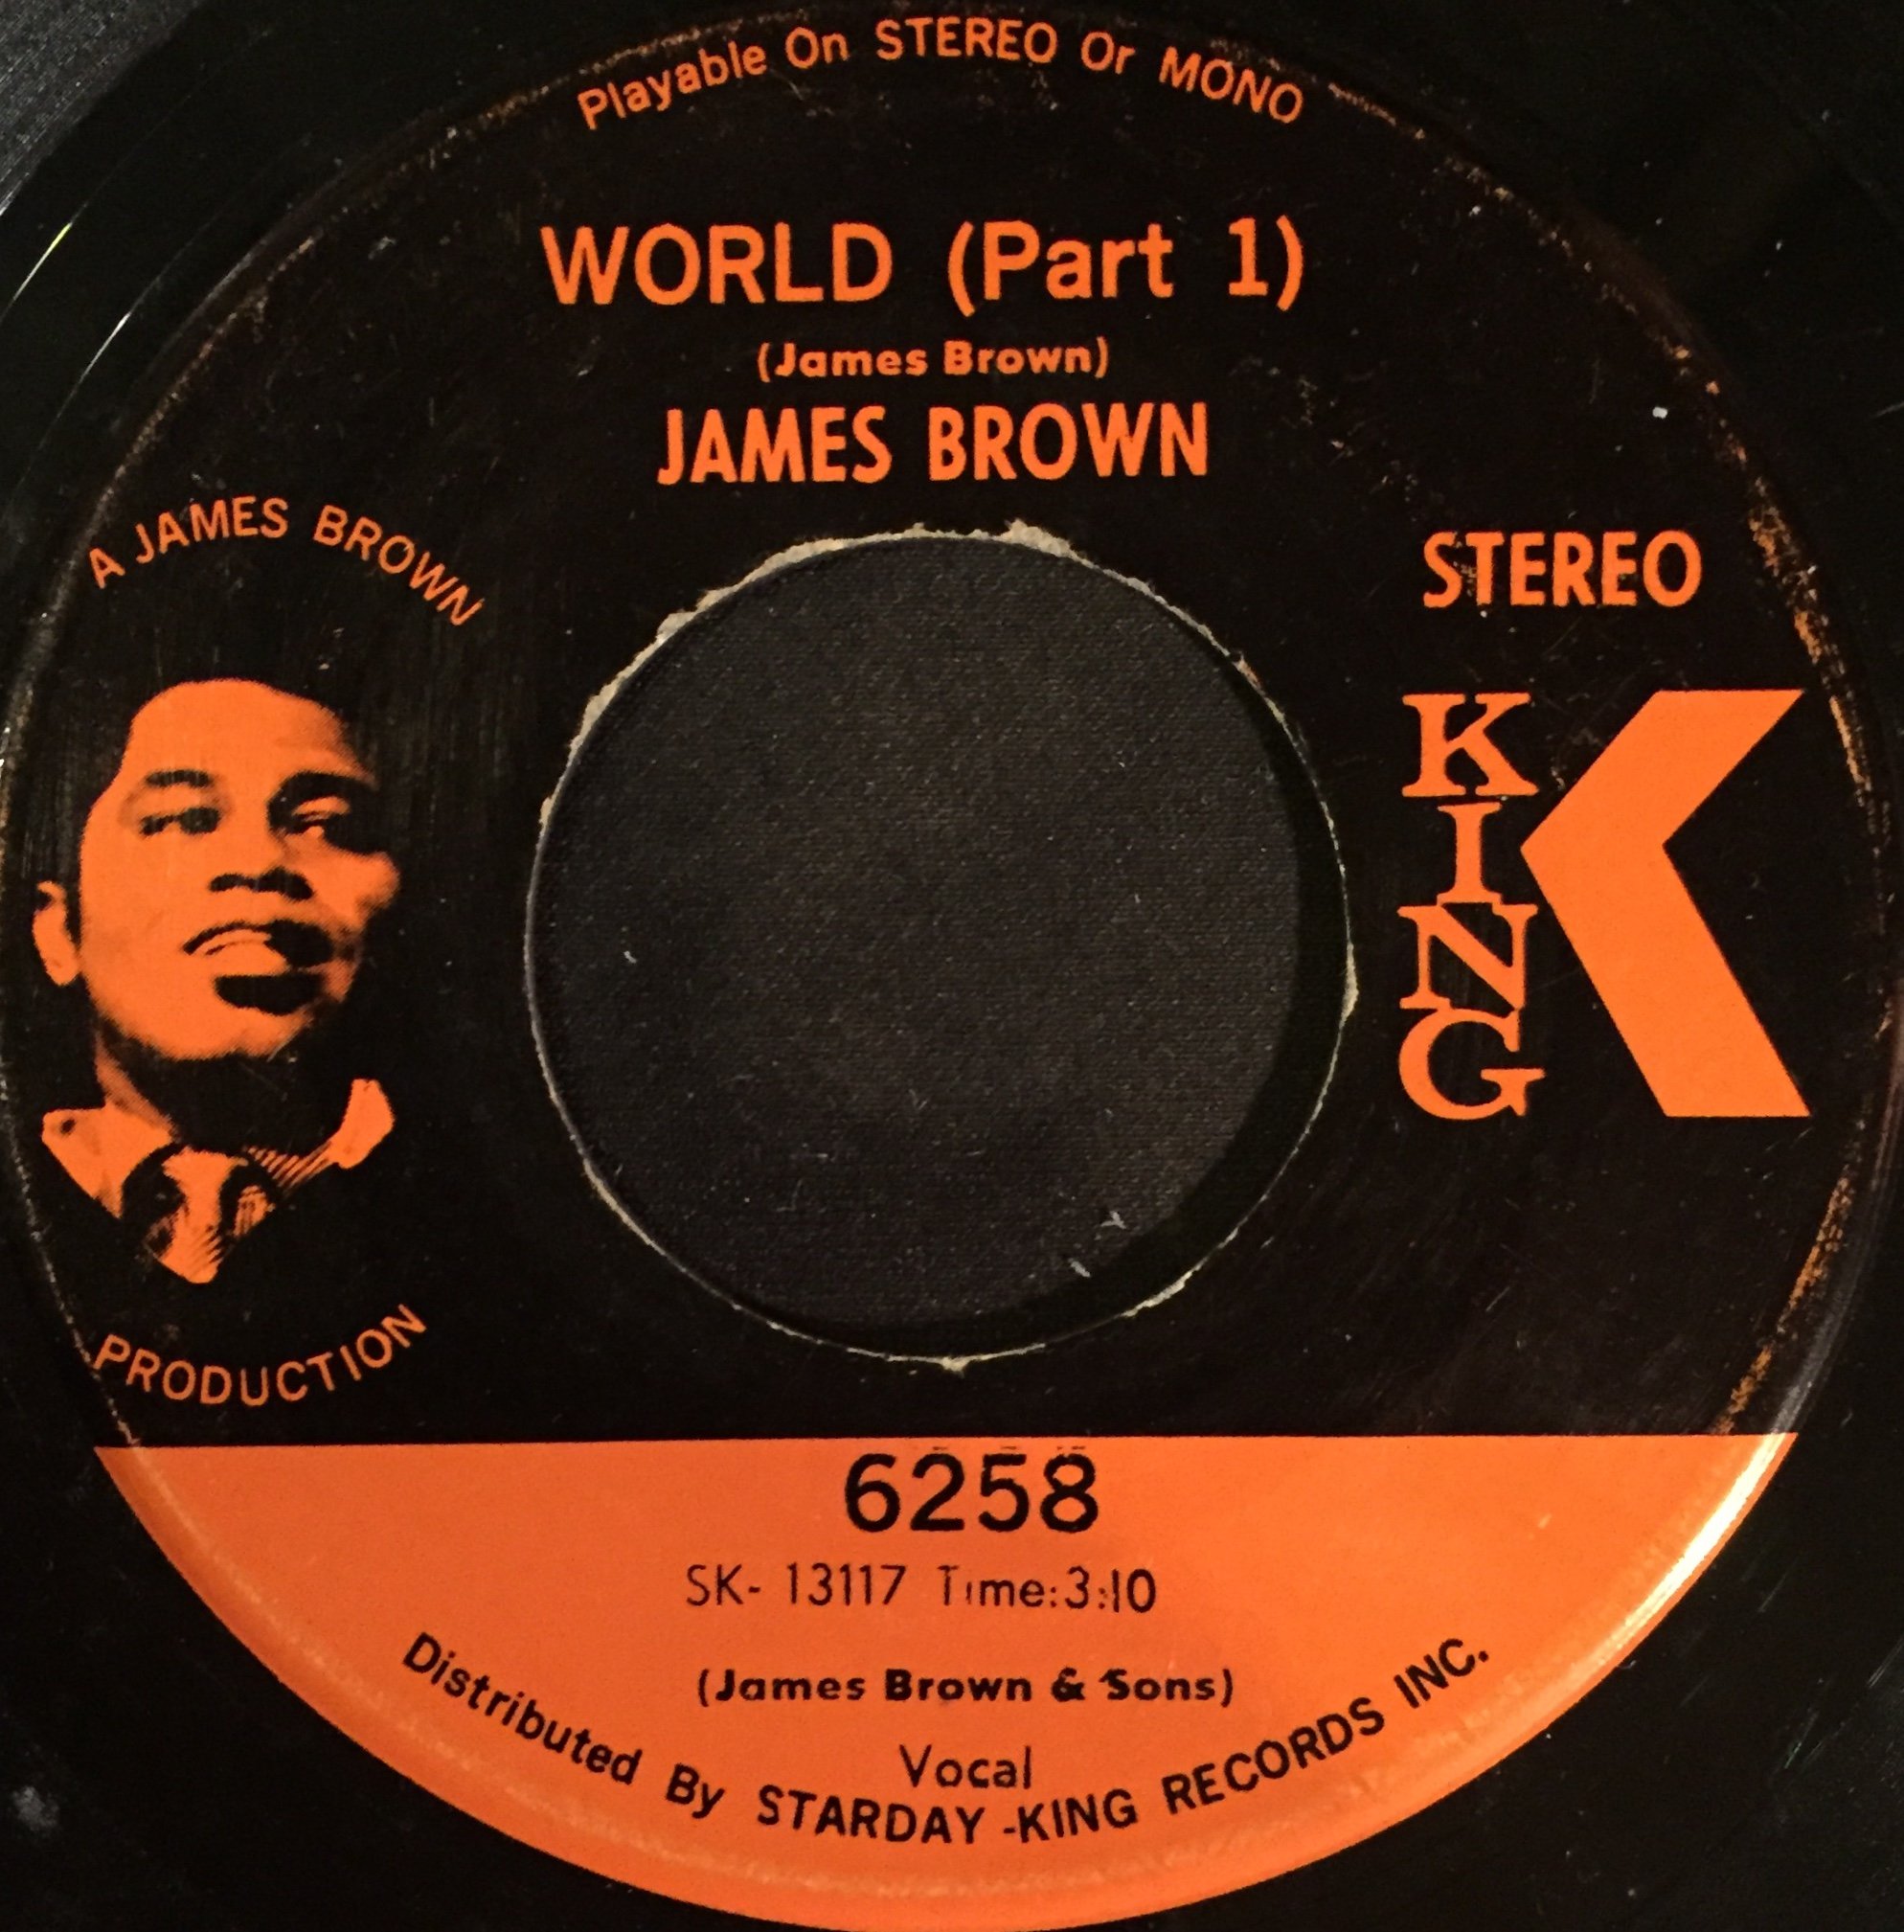 Playable On STEREO Or MONO
WORLD (Part 1)
(James Brown)
JAMES BROWN
A JAMES BROWN
PRODUCTION
STEREO
KING
K
6258
SK- 13117 Time:3:10
(James Brown & Sons)
Vocal
Distributed By STARDAY -KING RECORDS INC.